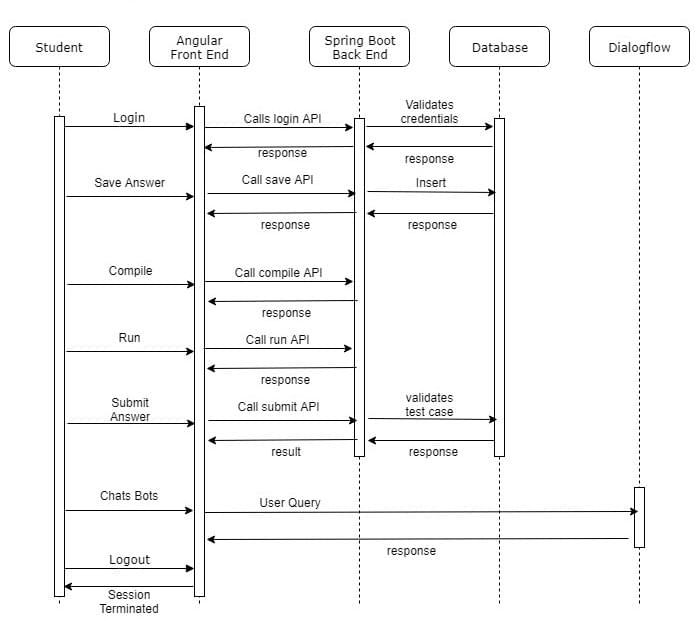 Student
Angular
Front End
Spring Boot
Back End
Database
Dialogflow
Login
Calls login API
Validates
credentials
response
response
Save Answer
Call save API
Insert
response
response
Compile
Call compile API
response
Run
Call run API
response
Submit
Answer
Call submit API
validates
test case
result
response
Chats Bots
User Query
response
Logout
Session
Terminated